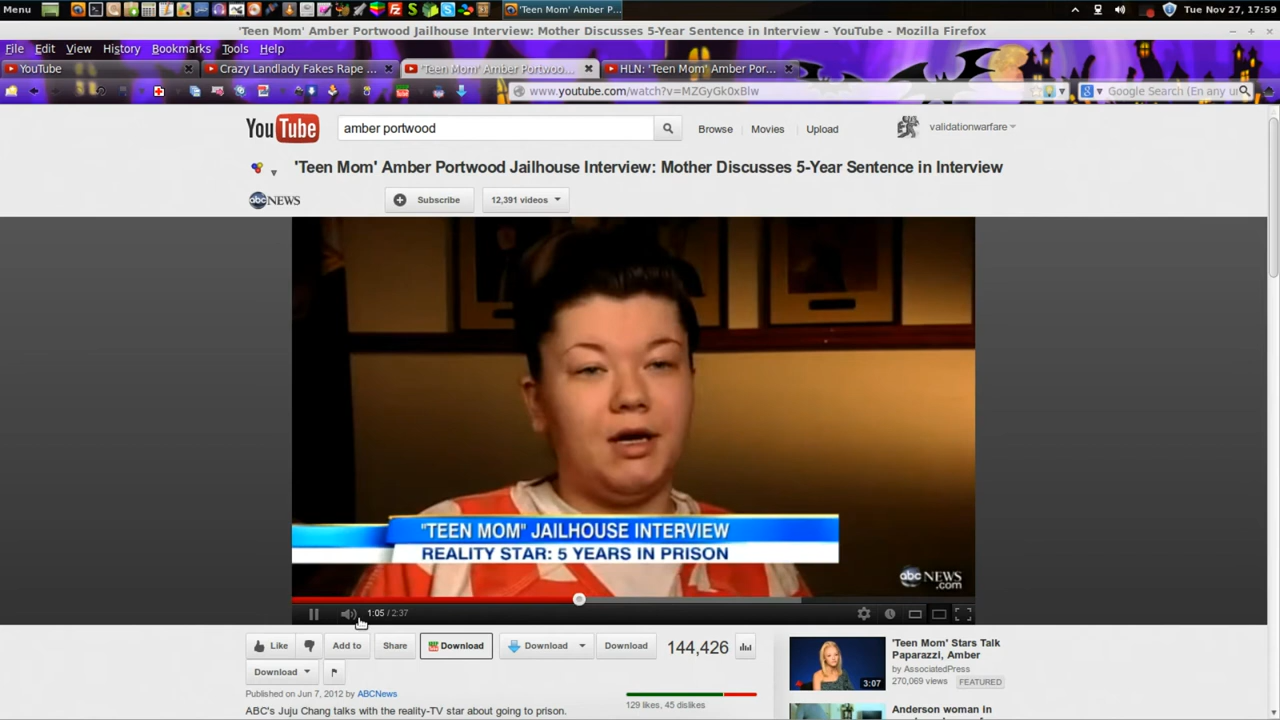 Menu
'Teen Mom' Amber P...
Tue Nov 27, 17:59
'Teen Mom' Amber Portwood Jailhouse Interview: Mother Discusses 5-Year Sentence in Interview - YouTube - Mozilla Firefox
File Edit View History Bookmarks Tools Help
YouTube
Crazy Landlady Fakes Rape ...
'Teen Mom' Amber Portwoo...
HLN: 'Teen Mom' Amber Por...
www.youtube.com/watch?v=MZGyGk0xBlw
Google Search (En any ur
YouTube
amber portwood
Browse Movies Upload
validationwarfare
'Teen Mom' Amber Portwood Jailhouse Interview: Mother Discusses 5-Year Sentence in Interview
abc NEWS
Subscribe
12,391 videos
"TEEN MOM" JAILHOUSE INTERVIEW
REALITY STAR: 5 YEARS IN PRISON
abc NEWS
.com
1:05 / 2:37
Like
Add to
Share
Download
Download
Download
144,426
Download
Published on Jun 7, 2012 by ABCNews
129 likes, 45 dislikes
ABC's Juju Chang talks with the reality-TV star about going to prison.
3:07
'Teen Mom' Stars Talk
Paparazzi, Amber
by AssociatedPress
270,069 views FEATURED
Anderson woman in